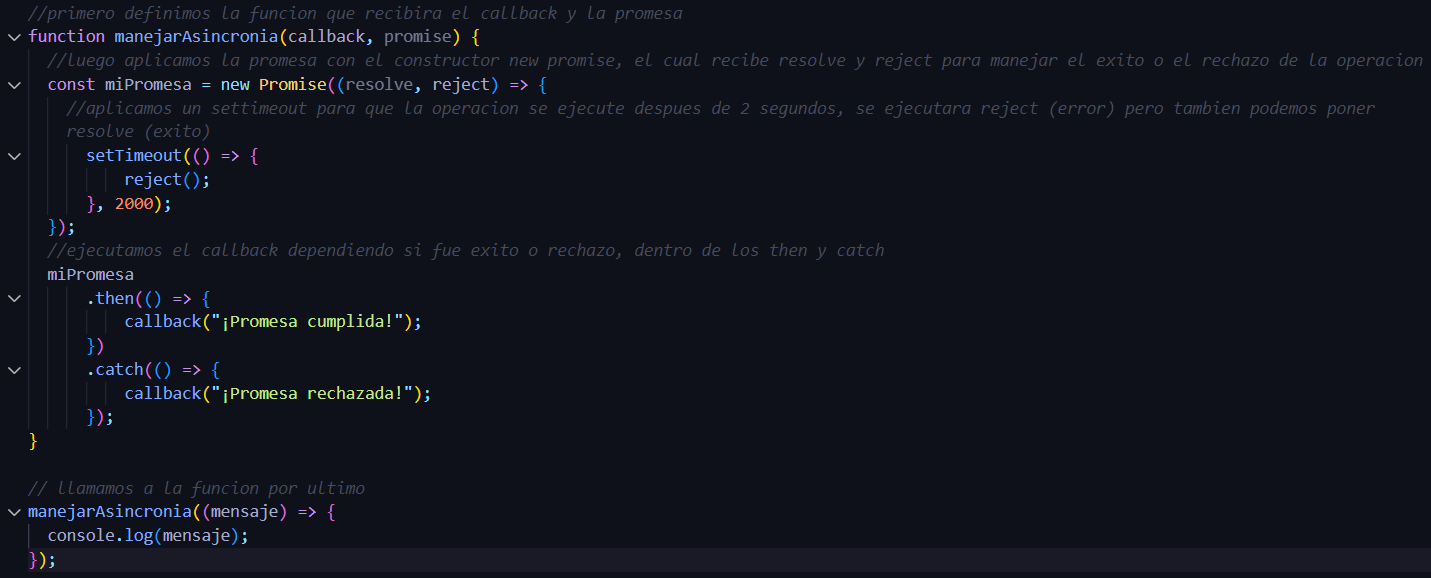 //primero definimos la funcion que recibira el callback y la promesa
function manejarAsincronia(callback, promise) {
//luego aplicamos la promesa con el constructor new promise, el cual recibe resolve y reject para manejar el exito o el rechazo de la operacion
const miPromesa = new Promise((resolve, reject) => {
//aplicamos un settimeout para que la operacion se ejecute despues de 2 segundos, se ejecutara reject (error) pero tambien podemos poner
resolve (exito)
setTimeout(() => {
reject();
}, 2000);
});
//ejecutamos el callback dependiendo si fue exito o rechazo, dentro de los then y catch
miPromesa
.then(() => {
callback("¡Promesa cumplida!");
})
.catch(() => {
callback("¡Promesa rechazada!");
});
}
// llamamos a la funcion por ultimo
manejarAsincronia((mensaje) => {
console.log(mensaje);
});